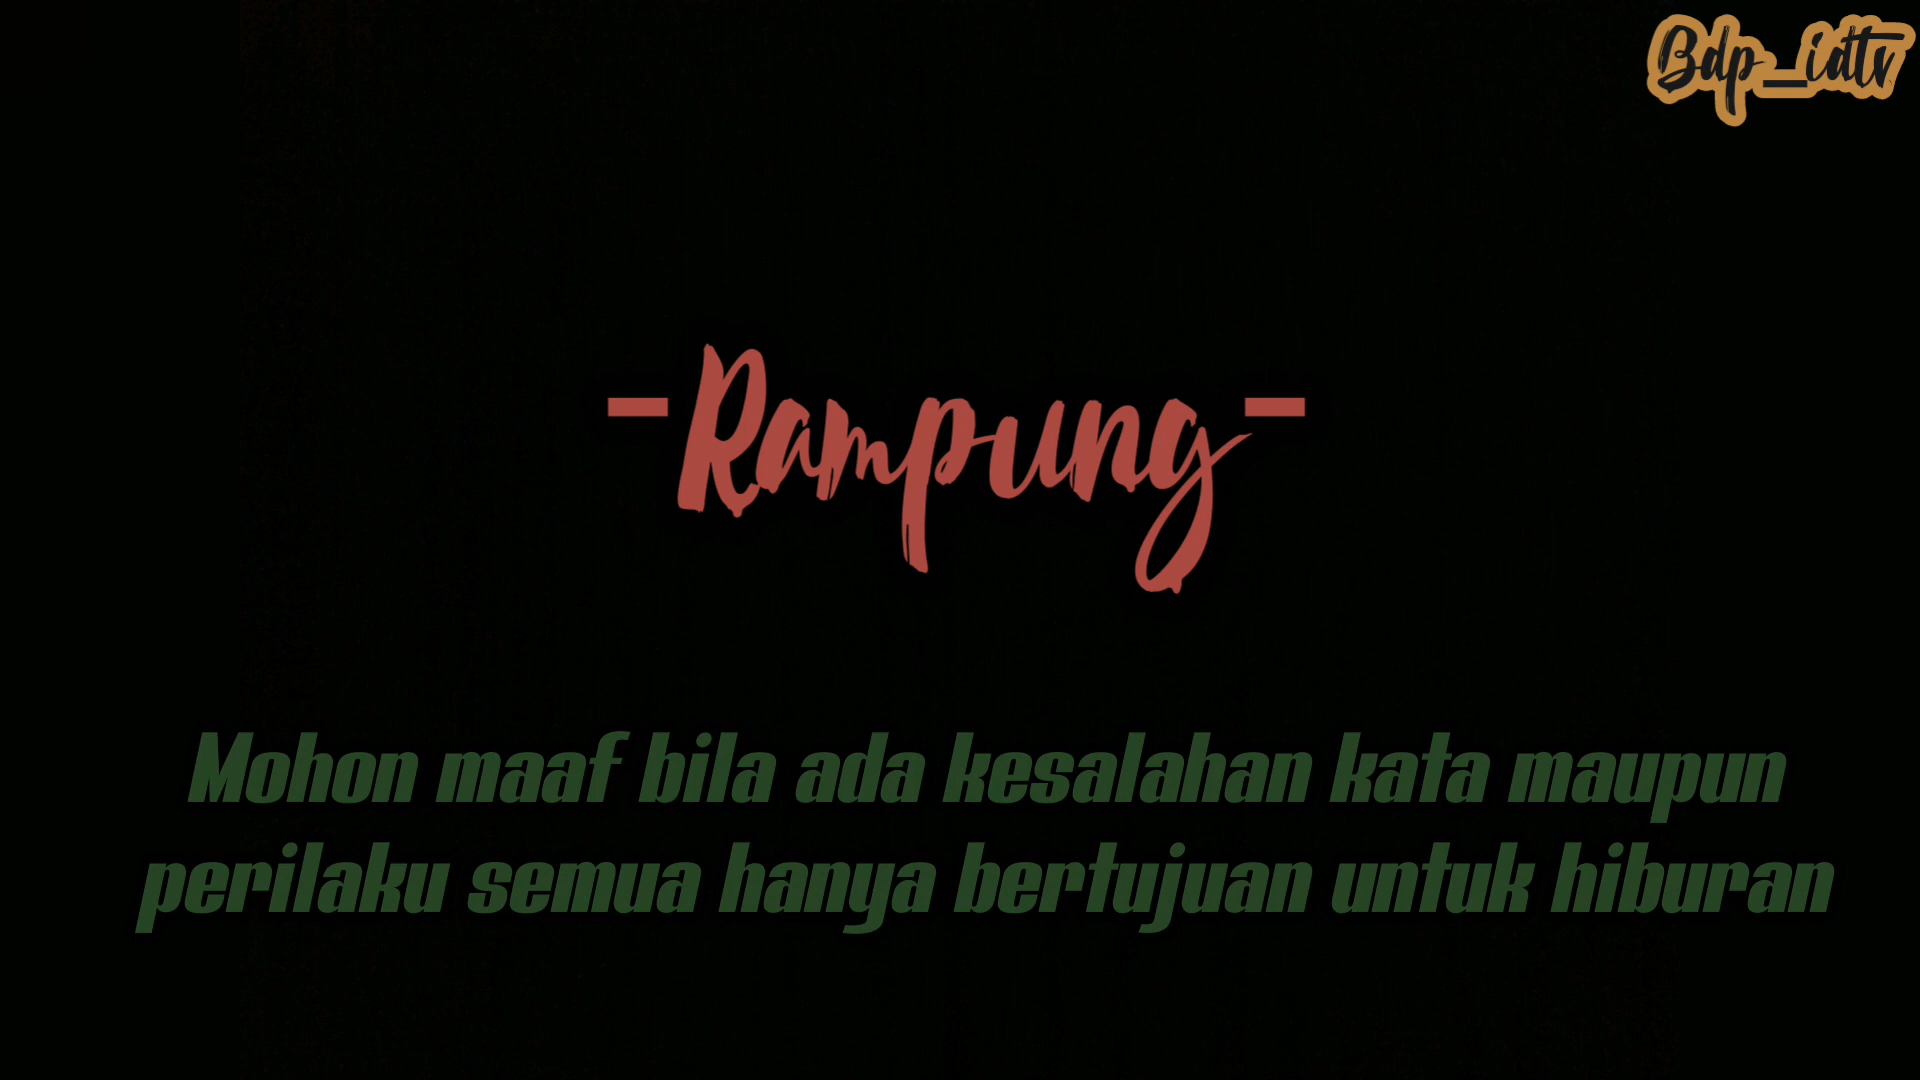 Bdp_idtv
-Rampung-
Mohon maaf bila ada kesalahan kata maupun
perilaku semua hanya bertujuan untuk hiburan